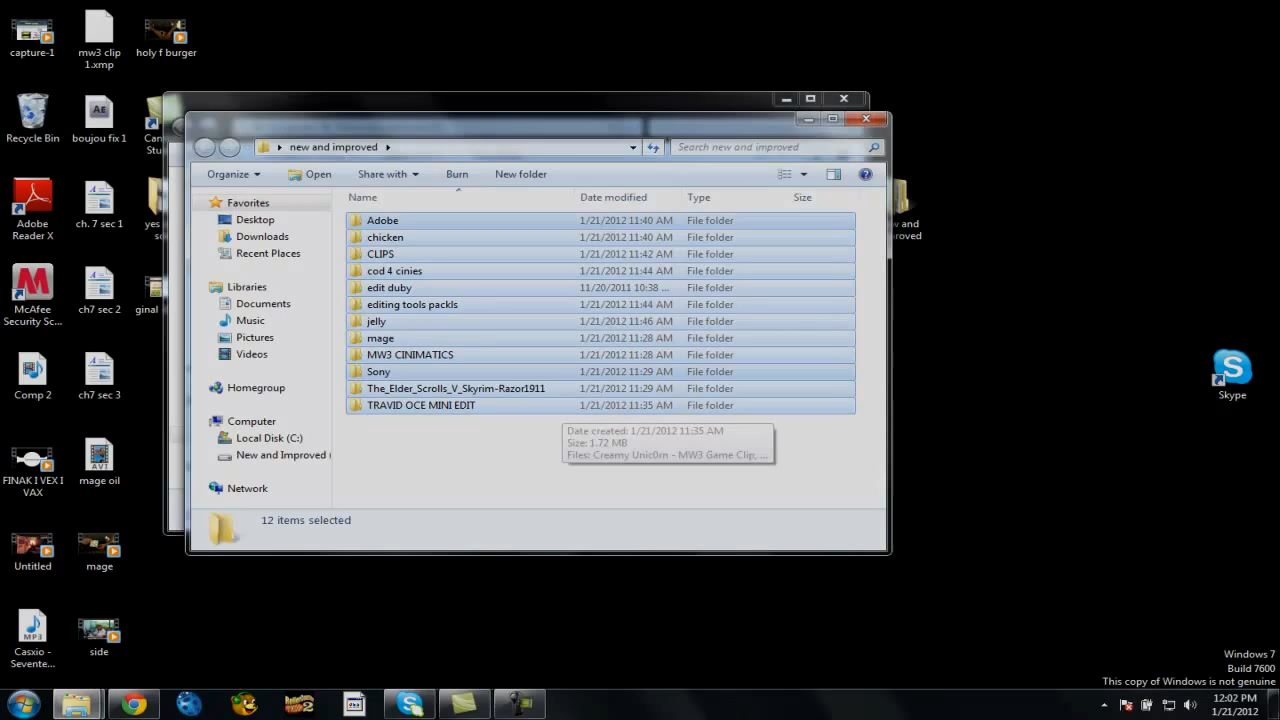 capture-1
mw3 clip
1.xmp
holy f burger
Recycle Bin
boujou fix 1
Can
Stu
Adobe
Reader X
ch. 7 sec 1
yes
McAfee
Security Sc...
ch7 sec 2
ginal
Comp 2
ch7 sec 3
FINAK I VEX I
VAX
mage oil
Untitled
mage
MP3
Casxio -
Sevente...
side
new and improved
Search new and improved
Organize
Open
Share with
Burn
New folder
Favorites
Desktop
Downloads
Recent Places
Libraries
Documents
Music
Pictures
Videos
Homegroup
Computer
Local Disk (C:)
New and Improved
Network
Name Date modified Type Size
Adobe 1/21/2012 11:40 AM File folder
chicken 1/21/2012 11:40 AM File folder
CLIPS 1/21/2012 11:42 AM File folder
cod 4 cinies 1/21/2012 11:44 AM File folder
edit duby 11/20/2011 10:38 ... File folder
editing tools packls 1/21/2012 11:44 AM File folder
jelly 1/21/2012 11:46 AM File folder
mage 1/21/2012 11:28 AM File folder
MW3 CINIMATICS 1/21/2012 11:28 AM File folder
Sony 1/21/2012 11:29 AM File folder
The_Elder_Scrolls_V_Skyrim-Razor1911 1/21/2012 11:29 AM File folder
TRAVID OCE MINI EDIT 1/21/2012 11:35 AM File folder
Date created: 1/21/2012 11:35 AM
Size: 1.72 MB
Files: Creamy Unic0rn - MW3 Game Clip, ...
12 items selected
Skype
Windows 7
Build 7600
This copy of Windows is not genuine
12:02 PM
1/21/2012